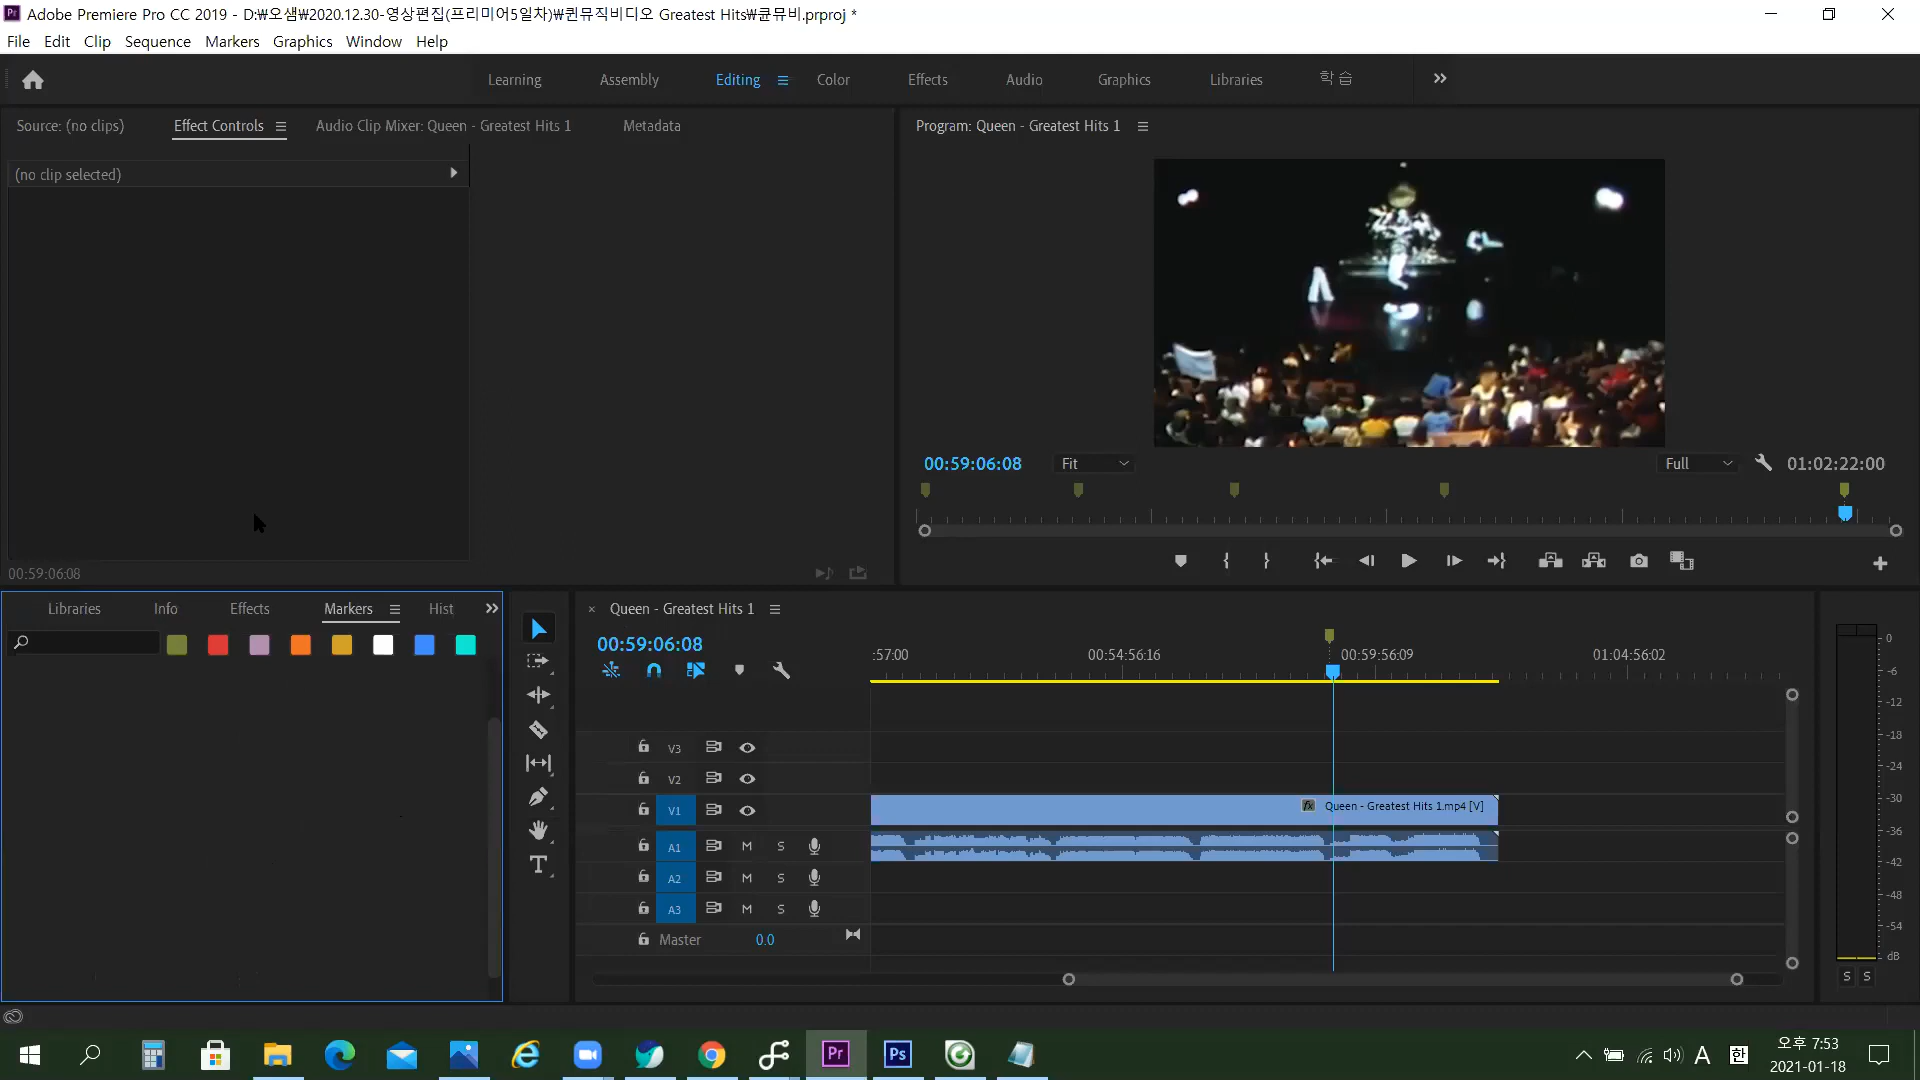 Adobe Premiere Pro CC 2019 - D:₩오샘₩2020.12.30-영상편집(프리미어5일차)₩퀸뮤직비디오 Greatest Hits₩큔뮤비.prproj *
File Edit Clip Sequence Markers Graphics Window Help
Learning Assembly Editing Color Effects Audio Graphics Libraries 학습
Source: (no clips) Effect Controls Audio Clip Mixer: Queen - Greatest Hits 1 Metadata
Program: Queen - Greatest Hits 1
(no clip selected)
00:59:06:08 Fit Full 01:02:22:00
00:59:06:08
Libraries Info Effects Markers Hist
Queen - Greatest Hits 1
00:59:06:08
:57:00 00:54:56:16 00:59:56:09 01:04:56:02
V3
V2
V1
fx Queen - Greatest Hits 1.mp4 [V]
A1 M S
A2 M S
A3 M S
Master 0.0
0
-6
-12
-18
-24
-30
-36
-42
-48
-54
dB
S S
Pr Ps A 한
오후 7:53
2021-01-18